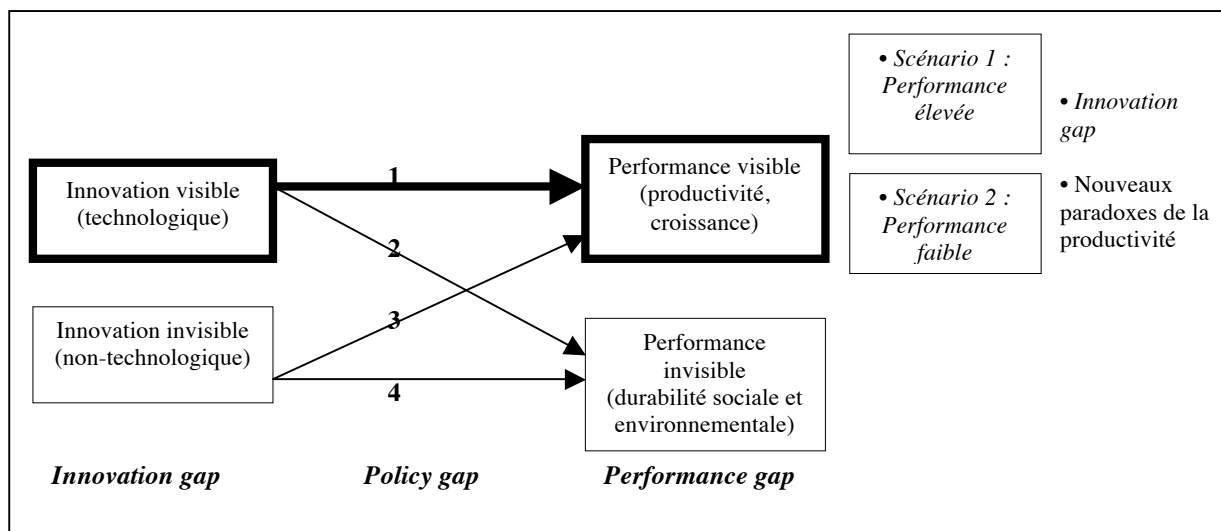 Innovation visible
(technologique)
Innovation invisible
(non-technologique)
1
2
3
4
Performance visible
(productivité,
croissance)
Performance
invisible
(durabilité sociale et
environnementale)
• Scénario 1 :
Performance
élevée
• Scénario 2 :
Performance
faible
• Innovation
gap
• Nouveaux
paradoxes de la
productivité
Innovation gap
Policy gap
Performance gap